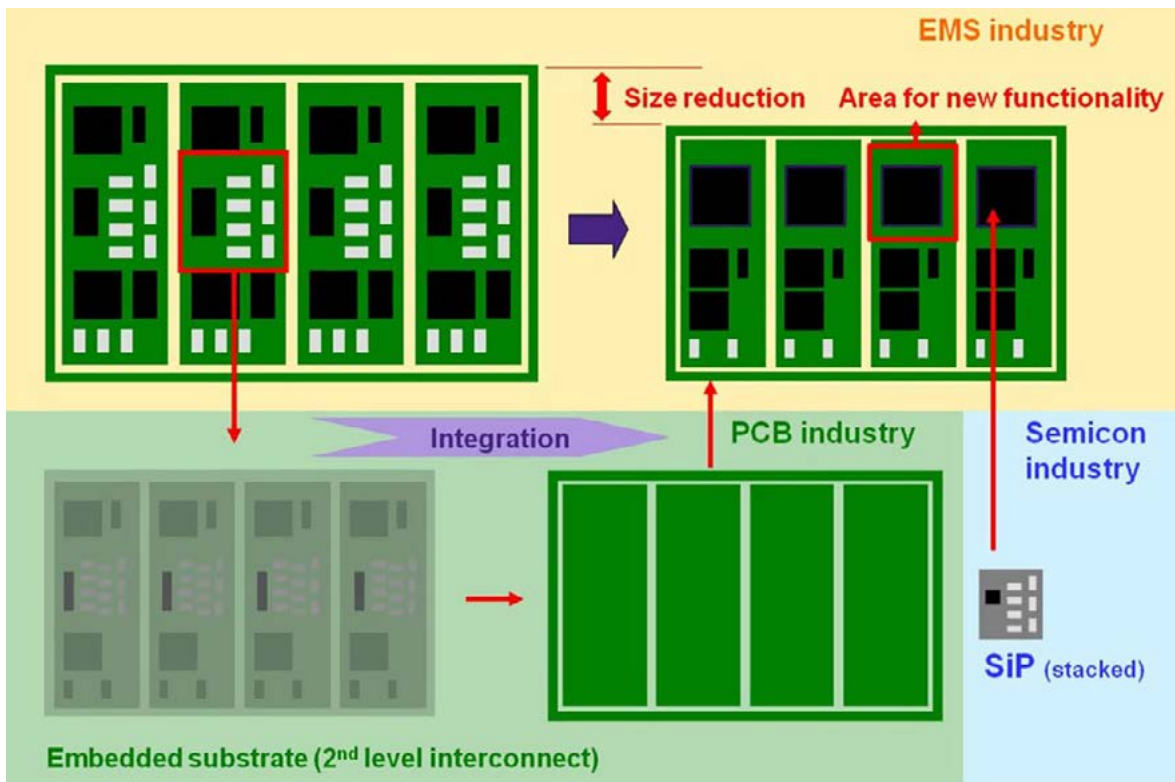 EMS industry
Size reduction
Area for new functionality
Integration
PCB industry
Semicon
industry
SiP (stacked)
Embedded substrate (2nd level interconnect)